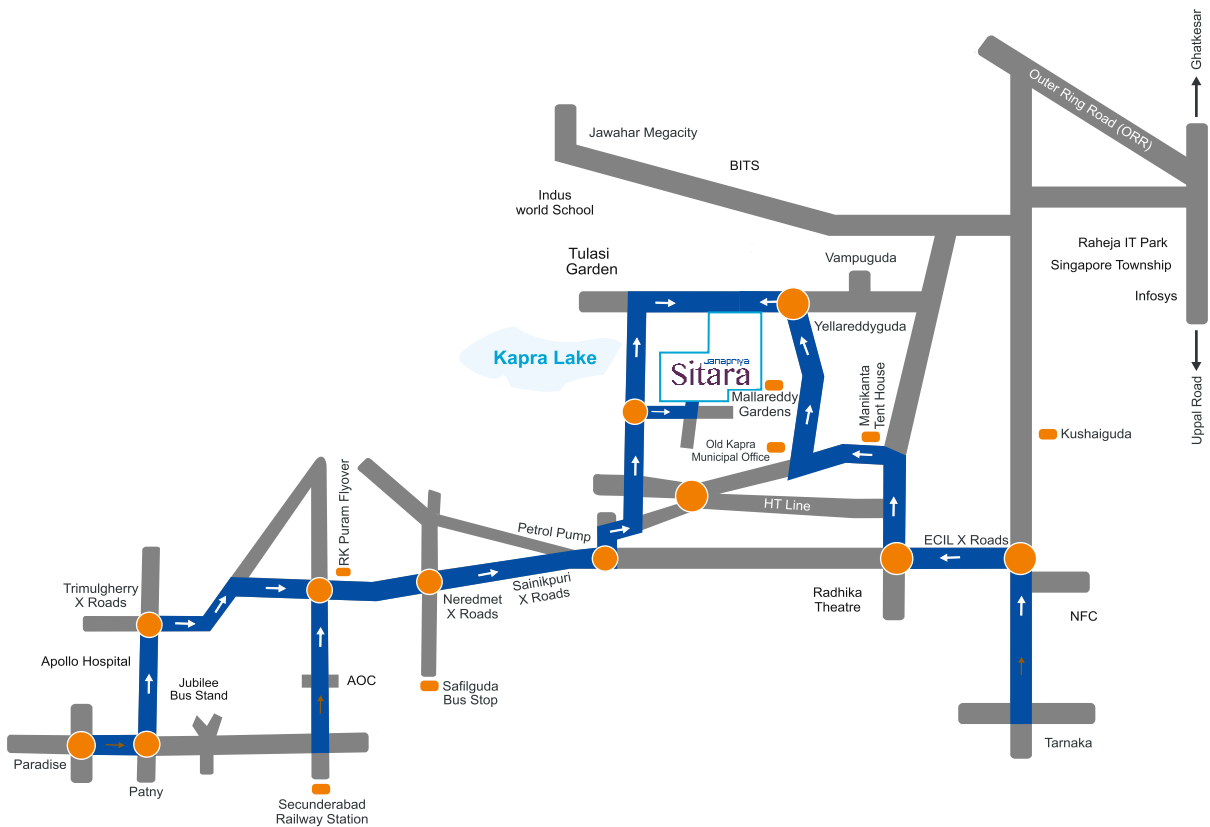 Ghatkesar
Outer Ring Road (ORR)
Jawahar Megacity
BITS
Indus
world School
Raheja IT Park
Singapore Township
Infosys
Tulasi
Garden
Vampuguda
Yellareddyguda
Kapra Lake
Janapriya
Sitara
Mallareddy
Gardens
Manikanta
Tent House
Uppal Road
Kushaiguda
Old Kapra
Municipal Office
HT Line
RK Puram Flyover
Petrol Pump
ECIL X Roads
Sainikpuri
X Roads
Trimulgherry
X Roads
Neredmet
X Roads
Radhika
Theatre
NFC
Apollo Hospital
Jubilee
Bus Stand
AOC
Safilguda
Bus Stop
Tarnaka
Paradise
Patny
Secunderabad
Railway Station